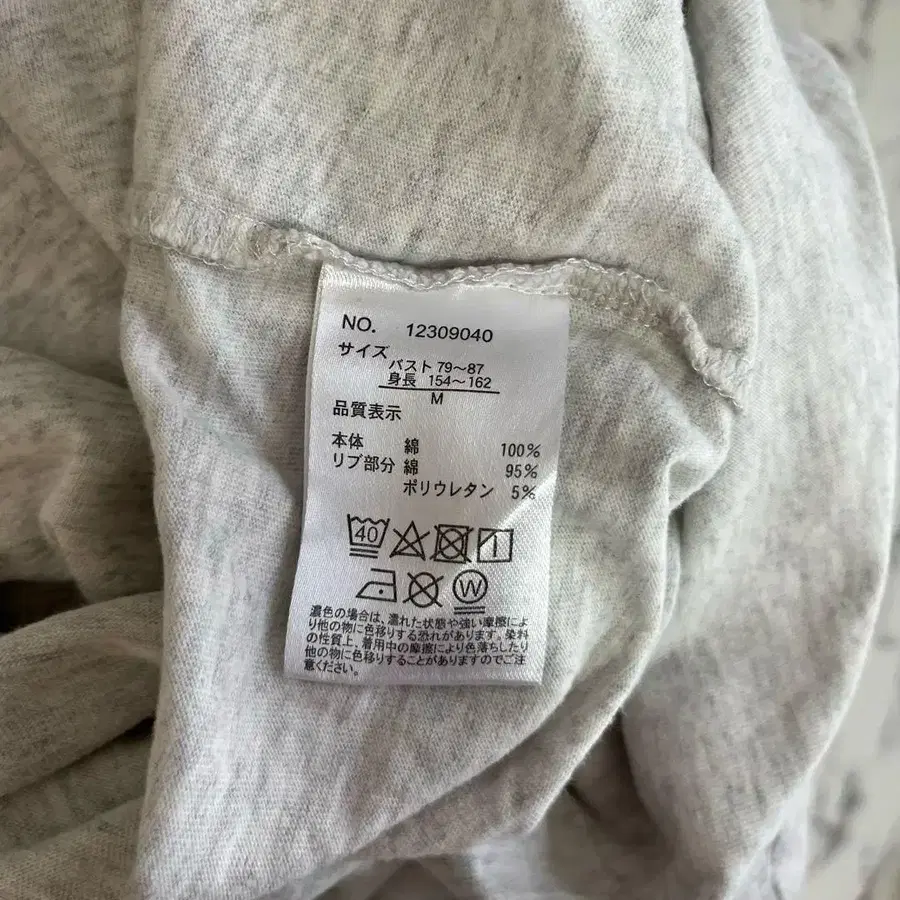 NO. 12309040
サイズ
バスト 79～87
身長 154～162
M
品質表示
本体 綿 100%
リブ部分 綿 95%
ポリウレタン 5%
40
W
濃色の場合は、濡れた状態や強い摩擦によ
り他の物に色移りする恐れがあります。染料
の性質上、着用中の摩擦により色落ちしたり
他の物に色移りすることがありますのでご注
意ください。